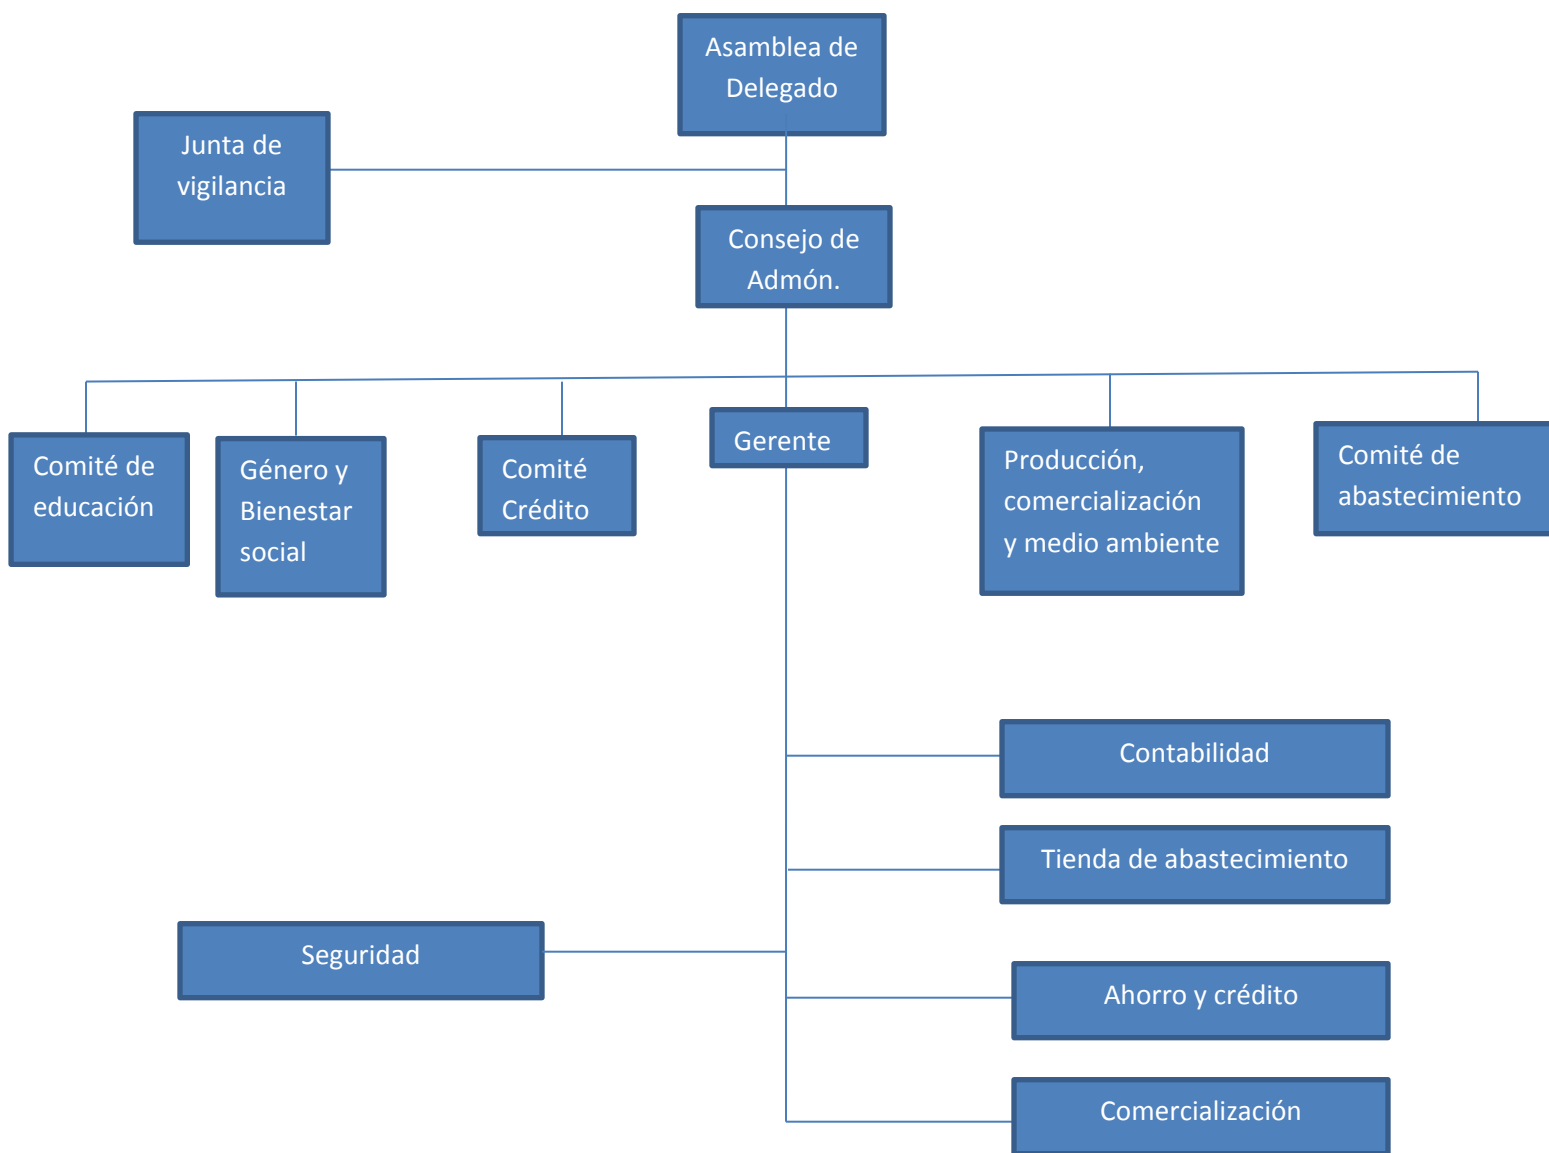 Asamblea de
Delegado
Junta de
vigilancia
Consejo de
Admón.
Comité de
educación
Género y
Bienestar
social
Comité
Crédito
Gerente
Producción,
comercialización
y medio ambiente
Comité de
abastecimiento
Contabilidad
Tienda de abastecimiento
Seguridad
Ahorro y crédito
Comercialización